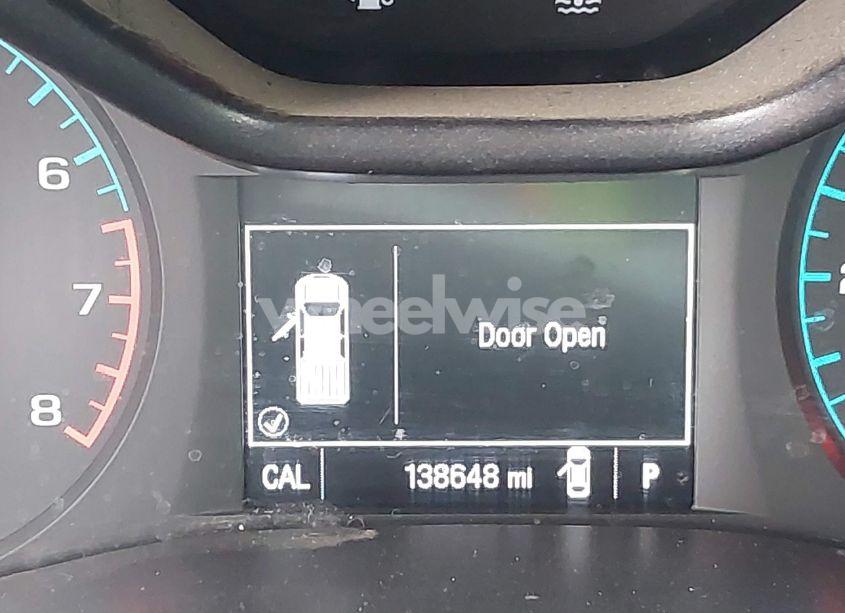 6
7
8
wheelwise
Door Open
CAL 138648 mi P